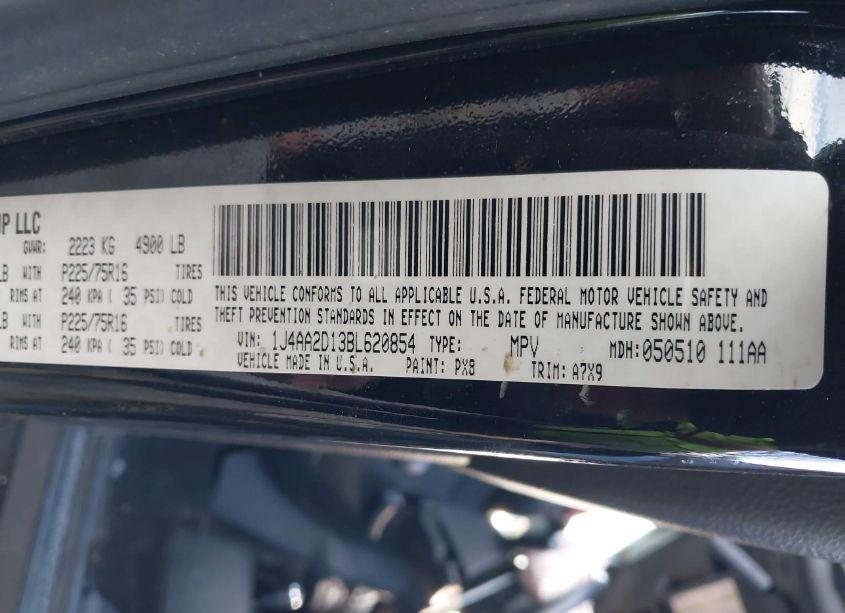 UP LLC
GVWR: 2223 KG 4900 LB
LB WITH P225/75R16 TIRES
RIMS AT 240 KPA ( 35 PSI) COLD
LB WITH P225/75R16 TIRES
RIMS AT 240 KPA ( 35 PSI) COLD
THIS VEHICLE CONFORMS TO ALL APPLICABLE U.S.A. FEDERAL MOTOR VEHICLE SAFETY AND
THEFT PREVENTION STANDARDS IN EFFECT ON THE DATE OF MANUFACTURE SHOWN ABOVE.
VIN: 1J4AA2D13BL620854 TYPE: MPV MDH: 050510 111AA
VEHICLE MADE IN U.S.A. PAINT: PX8 TRIM: A7X9